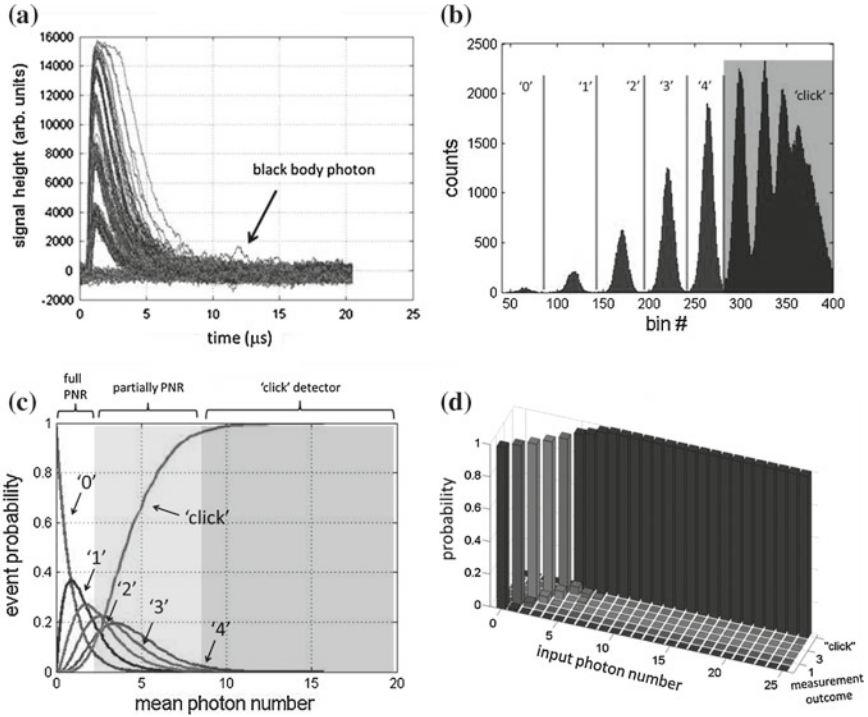 (a)
16000
14000
12000
10000
8000
6000
4000
2000
0
-2000
signal height (arb. units)
black body photon
0 5 10 15 20 25
time (µs)
(b)
2500
2000
1500
1000
500
0
counts
'0' '1' '2' '3' '4' 'click'
50 100 150 200 250 300 350 400
bin #
full PNR
partially PNR
'click' detector
(c)
1
0.8
0.6
0.4
0.2
0
event probability
'0'
'1'
'2'
'3'
'4'
'click'
0 5 10 15 20
mean photon number
(d)
1
0.8
0.6
0.4
0.2
0
probability
0 5 10 15 20 25
input photon number
1
3
"click"
measurement
outcome